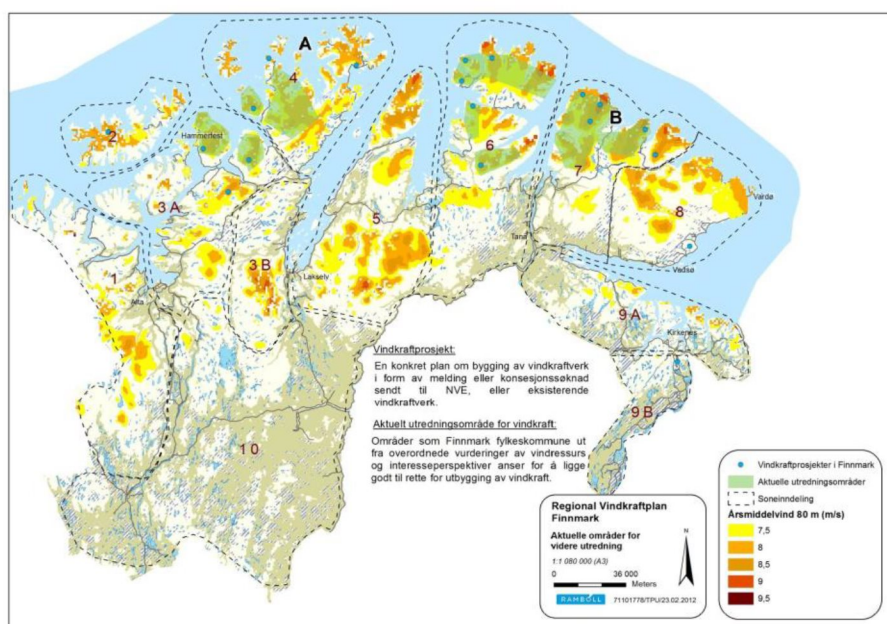 A
4
2
Hammerfest
B
6
7
3 A
5
8
Vardø
3 B
Tana
Lakselv
Vadsø
1
Alta
9 A
Kirkenes
9 B
10
Vindkraftprosjekt:
En konkret plan om bygging av vindkraftverk
i form av melding eller konsesjonssøknad
sendt til NVE, eller eksisterende
vindkraftverk.
Aktuelt utredningsområde for vindkraft:
Områder som Finnmark fylkeskommune ut
fra overordnede vurderinger av vindressurs
og interesseperspektiver anser for å ligge
godt til rette for utbygging av vindkraft.
Regional Vindkraftplan
Finnmark
Aktuelle områder for
videre utredning
1:1 080 000 (A3)
N
0 36 000
Meters
RAMBOLL
71101778/TPU/23.02.2012
Vindkraftprosjekter i Finnmark
Aktuelle utredningsområder
Soneinndeling
Årsmiddelvind 80 m (m/s)
7,5
8
8,5
9
9,5